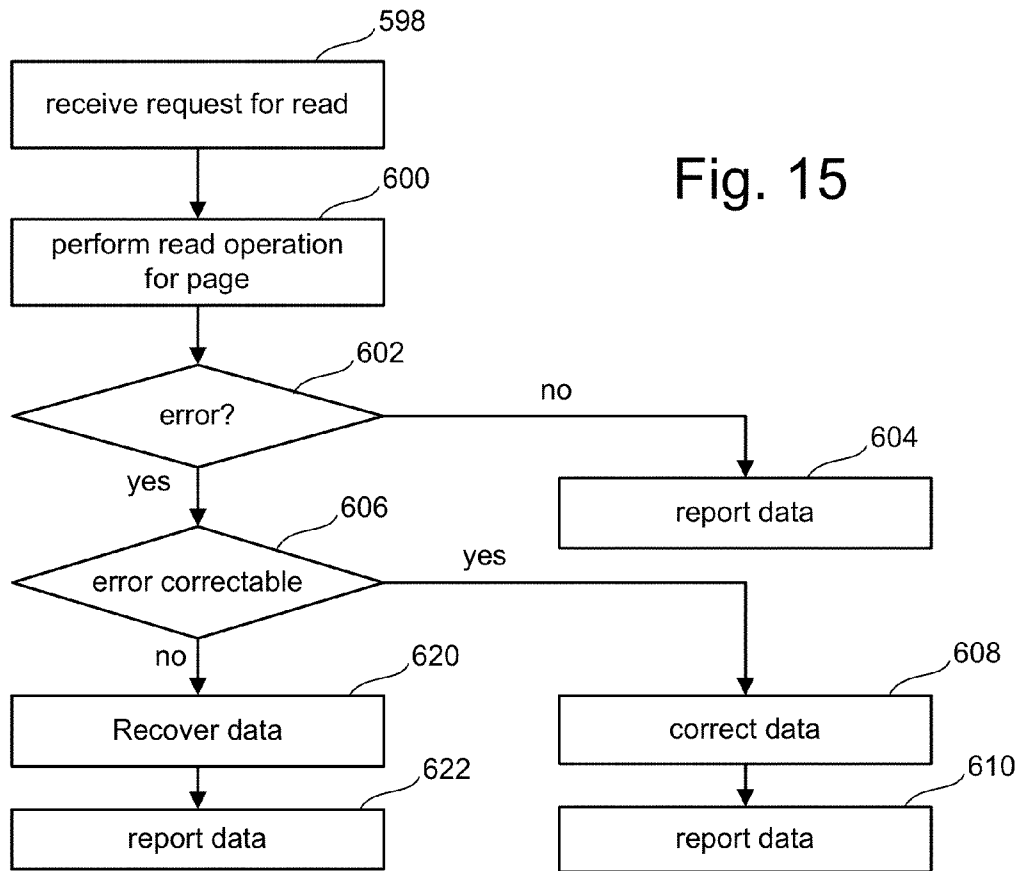 598
receive request for read
Fig. 15
600
perform read operation
for page
602
error?
no
604
report data
yes
606
error correctable
yes
no
620
Recover data
608
correct data
622
report data
610
report data